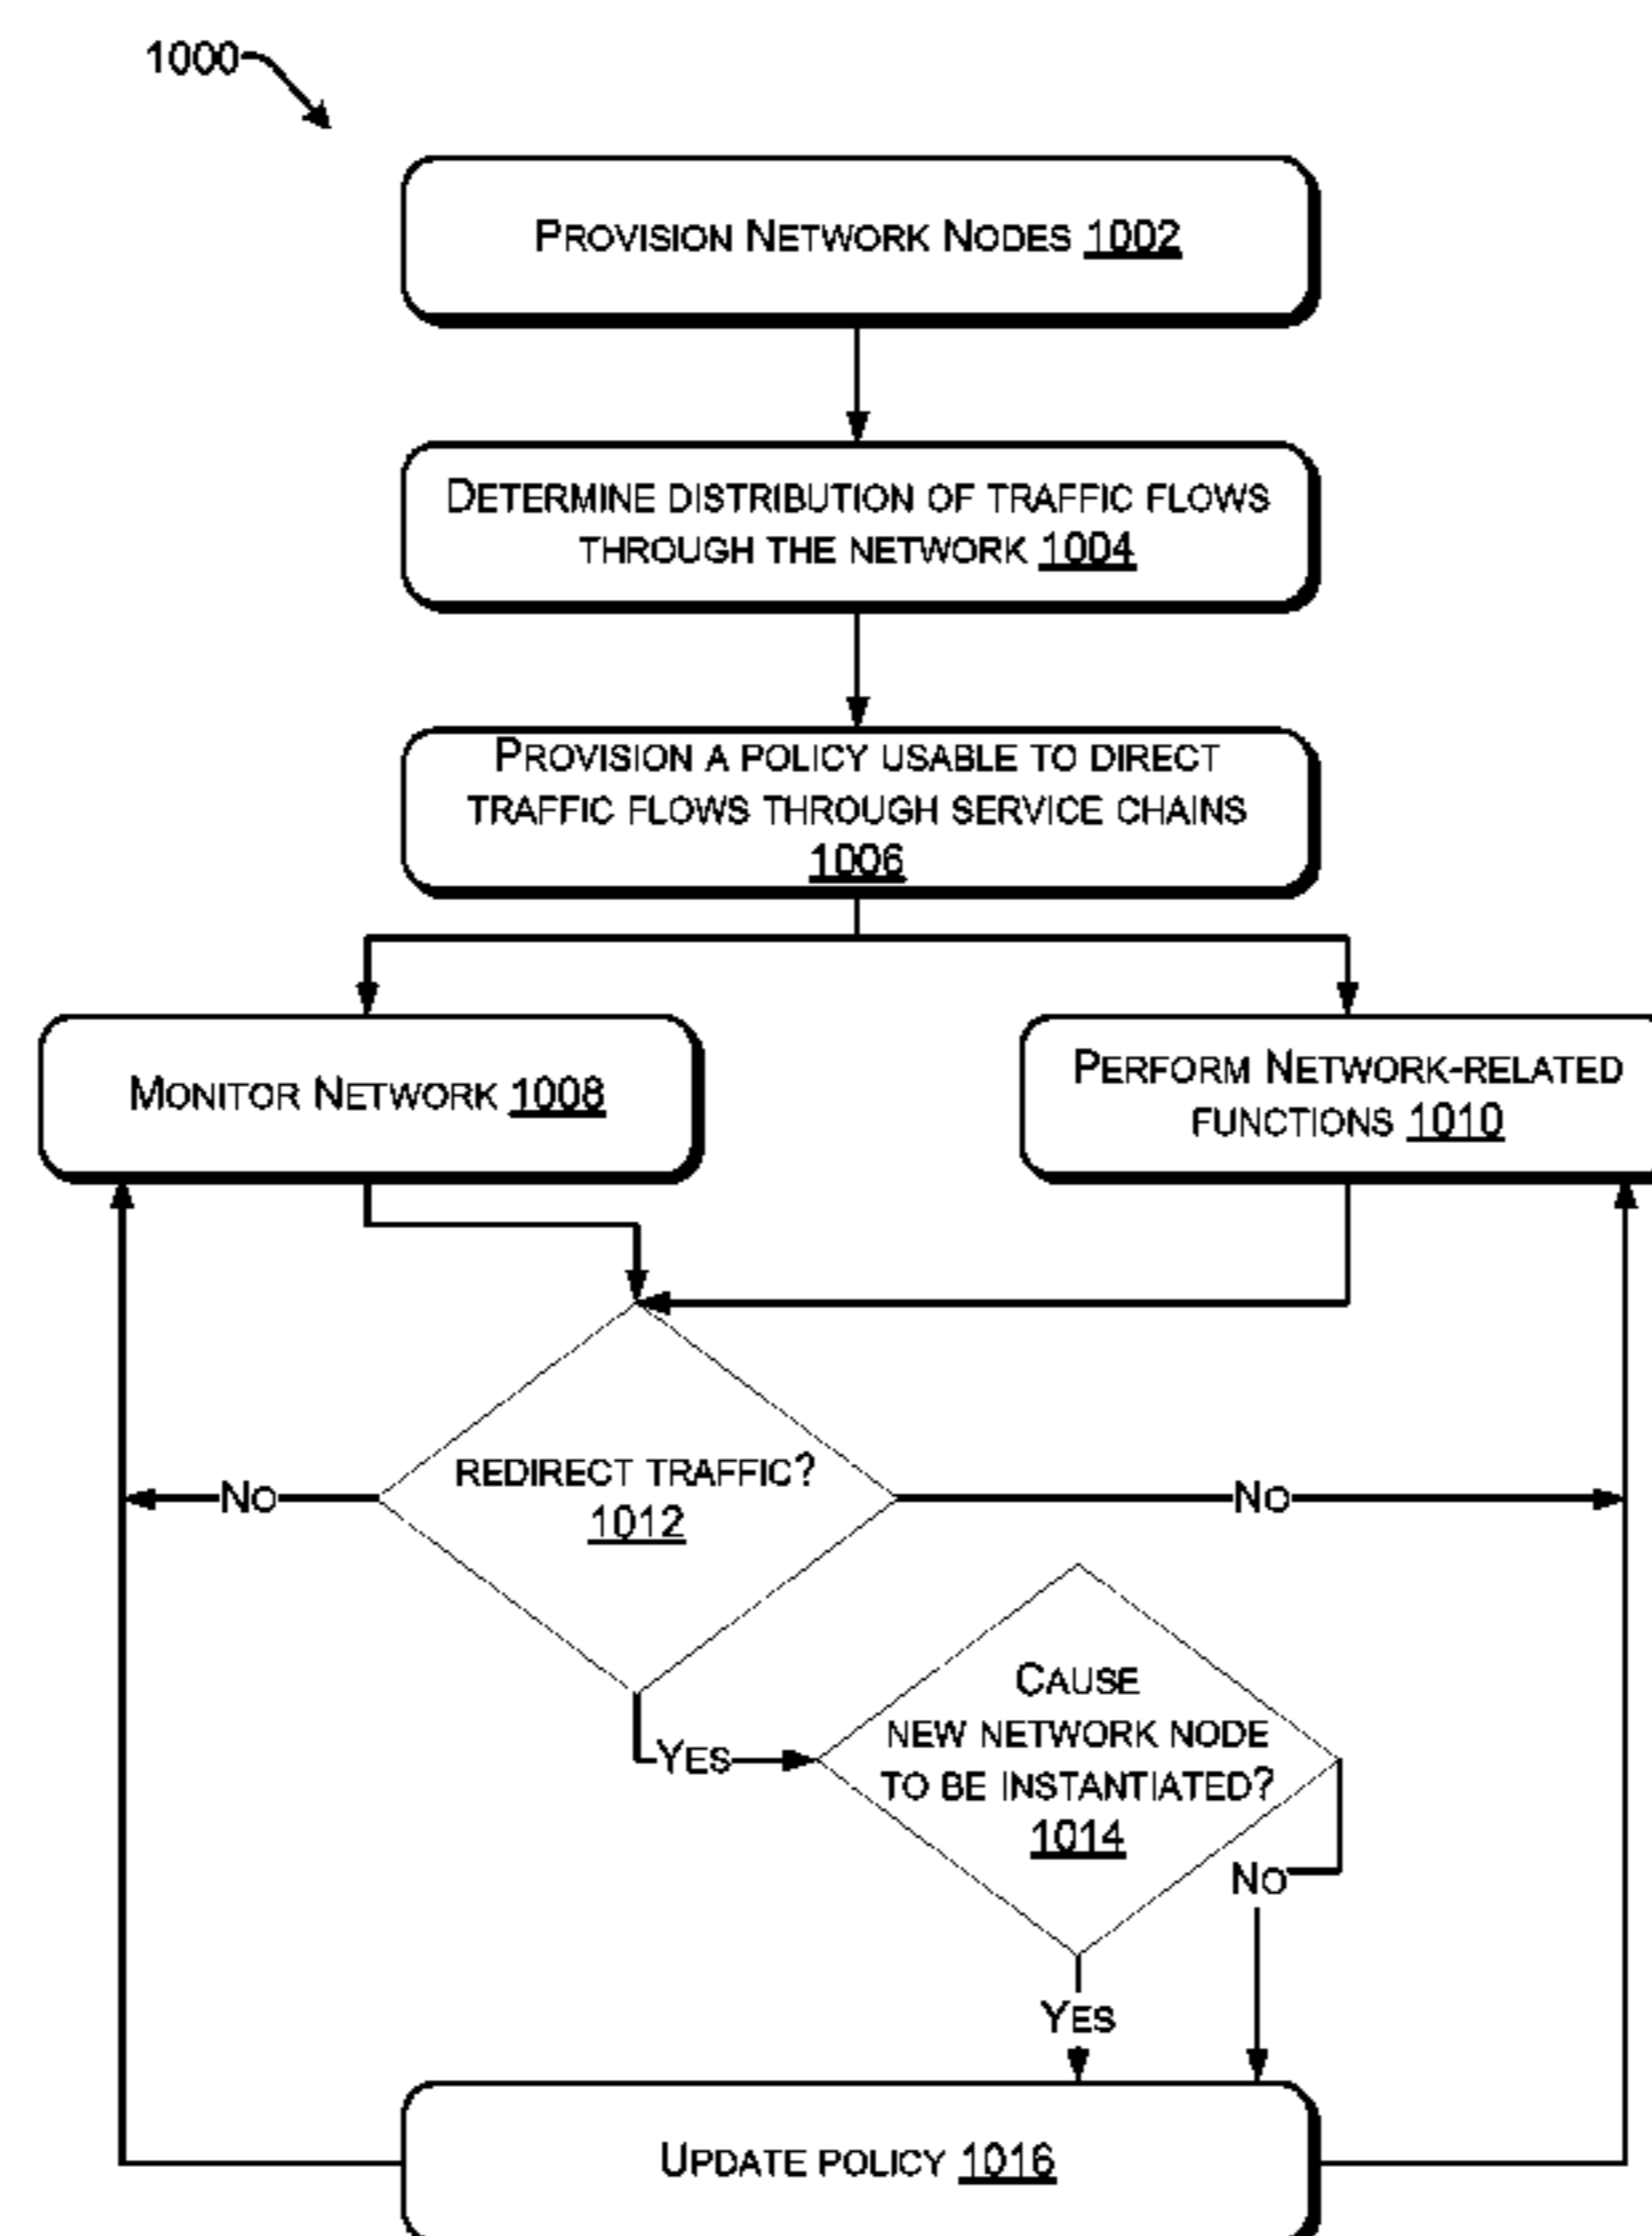 1000
PROVISION NETWORK NODES 1002
DETERMINE DISTRIBUTION OF TRAFFIC FLOWS
THROUGH THE NETWORK 1004
PROVISION A POLICY USABLE TO DIRECT
TRAFFIC FLOWS THROUGH SERVICE CHAINS
1006
MONITOR NETWORK 1008
PERFORM NETWORK-RELATED
FUNCTIONS 1010
REDIRECT TRAFFIC?
1012
NO
NO
YES
CAUSE
NEW NETWORK NODE
TO BE INSTANTIATED?
1014
NO
YES
UPDATE POLICY 1016